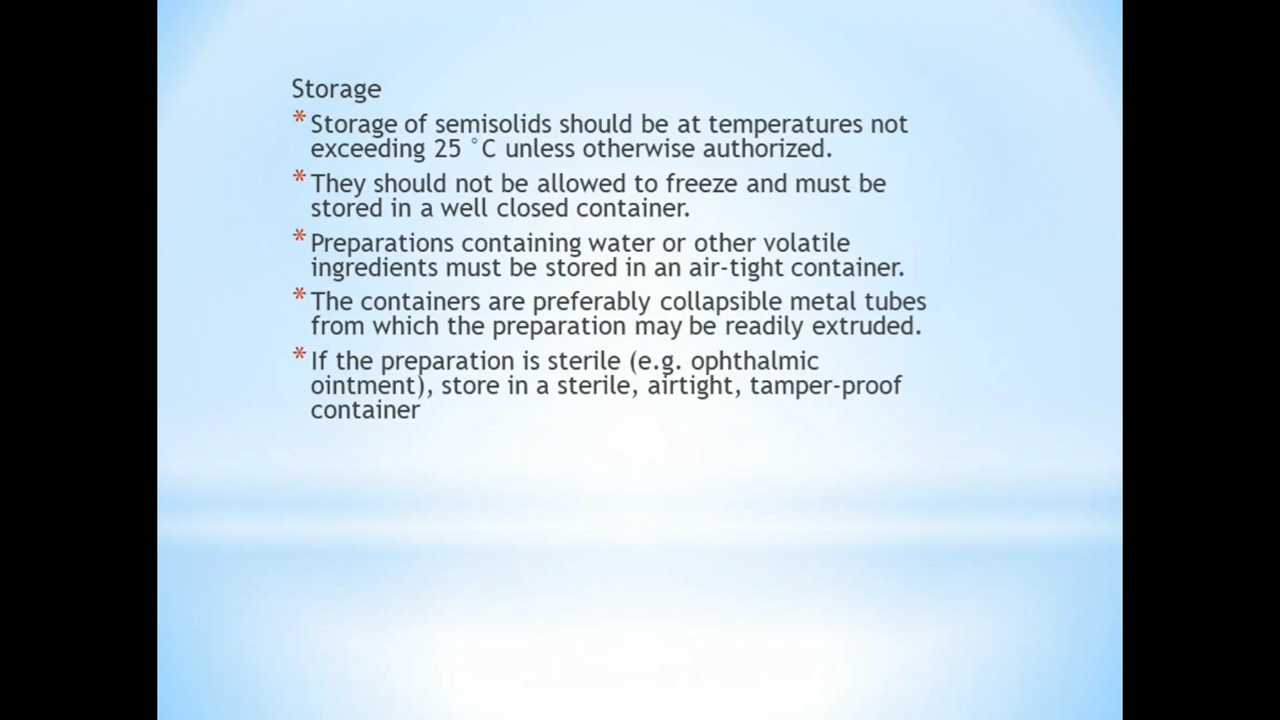 Storage
* Storage of semisolids should be at temperatures not
exceeding 25 °C unless otherwise authorized.
* They should not be allowed to freeze and must be
stored in a well closed container.
* Preparations containing water or other volatile
ingredients must be stored in an air-tight container.
* The containers are preferably collapsible metal tubes
from which the preparation may be readily extruded.
* If the preparation is sterile (e.g. ophthalmic
ointment), store in a sterile, airtight, tamper-proof
container